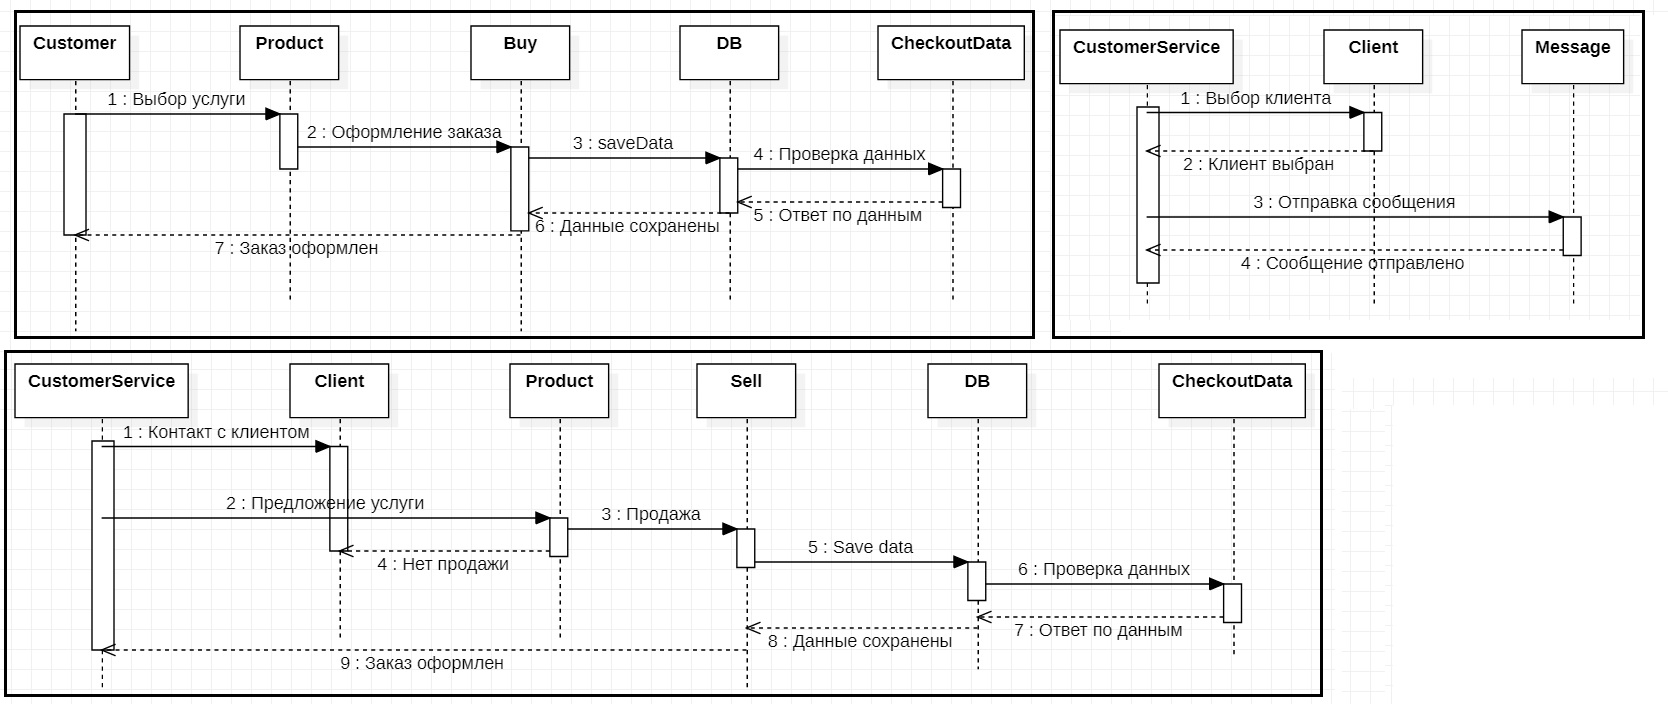 Customer
Product
Buy
DB
CheckoutData
1 : Выбор услуги
2 : Оформление заказа
3 : saveData
4 : Проверка данных
5 : Ответ по данным
6 : Данные сохранены
7 : Заказ оформлен
CustomerService
Client
Message
1 : Выбор клиента
2 : Клиент выбран
3 : Отправка сообщения
4 : Сообщение отправлено
CustomerService
Client
Product
Sell
DB
CheckoutData
1 : Контакт с клиентом
2 : Предложение услуги
3 : Продажа
4 : Нет продажи
5 : Save data
6 : Проверка данных
7 : Ответ по данным
8 : Данные сохранены
9 : Заказ оформлен